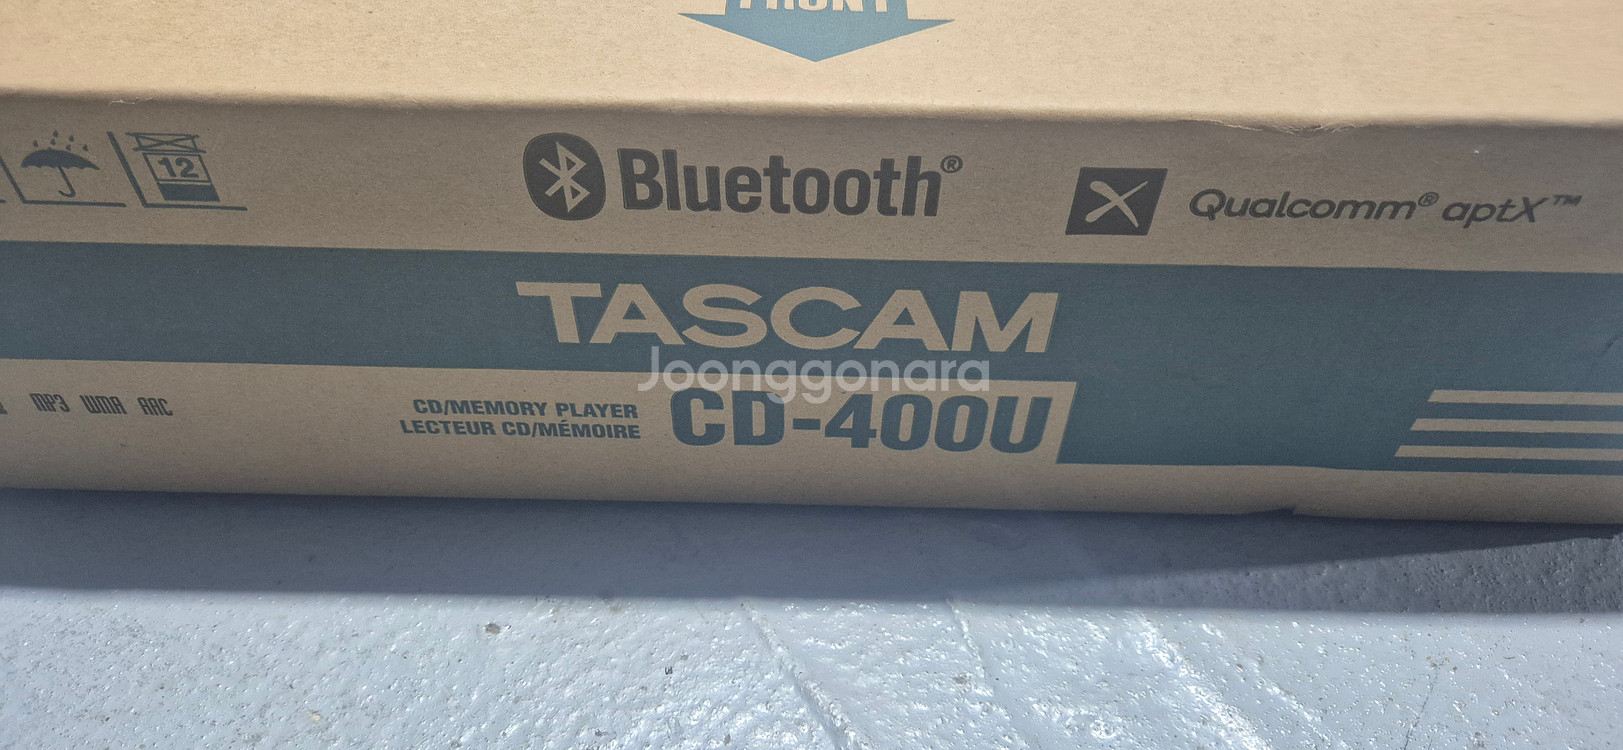 FRONT
12
Bluetooth®
Qualcomm® aptX™
TASCAM
Joonggonara
MP3 WMA AAC
CD/MEMORY PLAYER
LECTEUR CD/MÉMOIRE
CD-400U